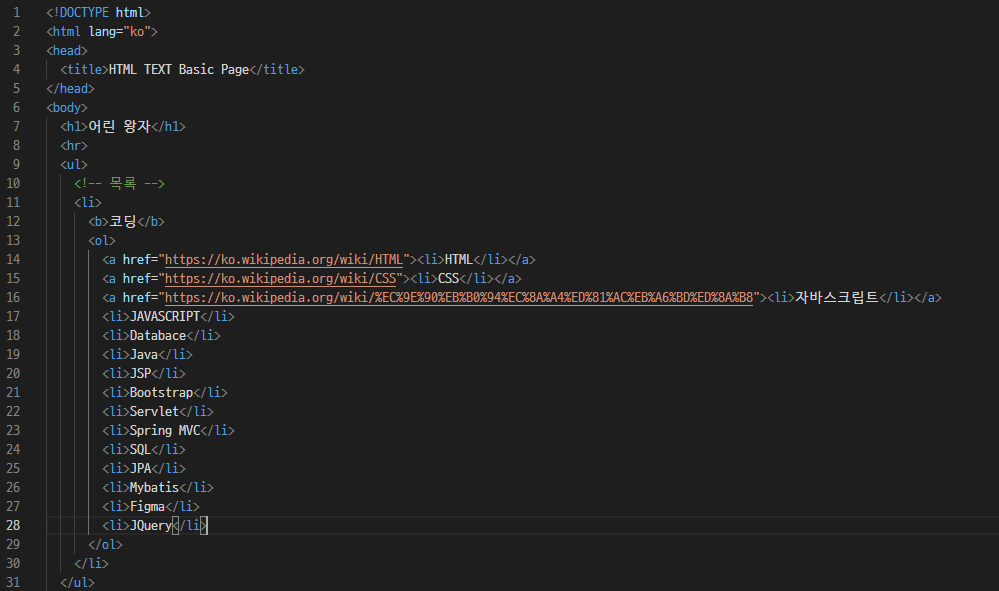 1 <!DOCTYPE html>
2 <html lang="ko">
3 <head>
4 <title>HTML TEXT Basic Page</title>
5 </head>
6 <body>
7 <h1>어린 왕자</h1>
8 <hr>
9 <ul>
10 <!-- 목록 -->
11 <li>
12 <b>코딩</b>
13 <ol>
14 <a href="https://ko.wikipedia.org/wiki/HTML"><li>HTML</li></a>
15 <a href="https://ko.wikipedia.org/wiki/CSS"><li>CSS</li></a>
16 <a href="https://ko.wikipedia.org/wiki/%EC%9E%90%EB%B0%94%EC%8A%A4%ED%81%AC%EB%A6%BD%ED%8A%B8"><li>자바스크립트</li></a>
17 <li>JAVASCRIPT</li>
18 <li>Databace</li>
19 <li>Java</li>
20 <li>JSP</li>
21 <li>Bootstrap</li>
22 <li>Servlet</li>
23 <li>Spring MVC</li>
24 <li>SQL</li>
25 <li>JPA</li>
26 <li>Mybatis</li>
27 <li>Figma</li>
28 <li>JQuery</li>
29 </ol>
30 </li>
31 </ul>